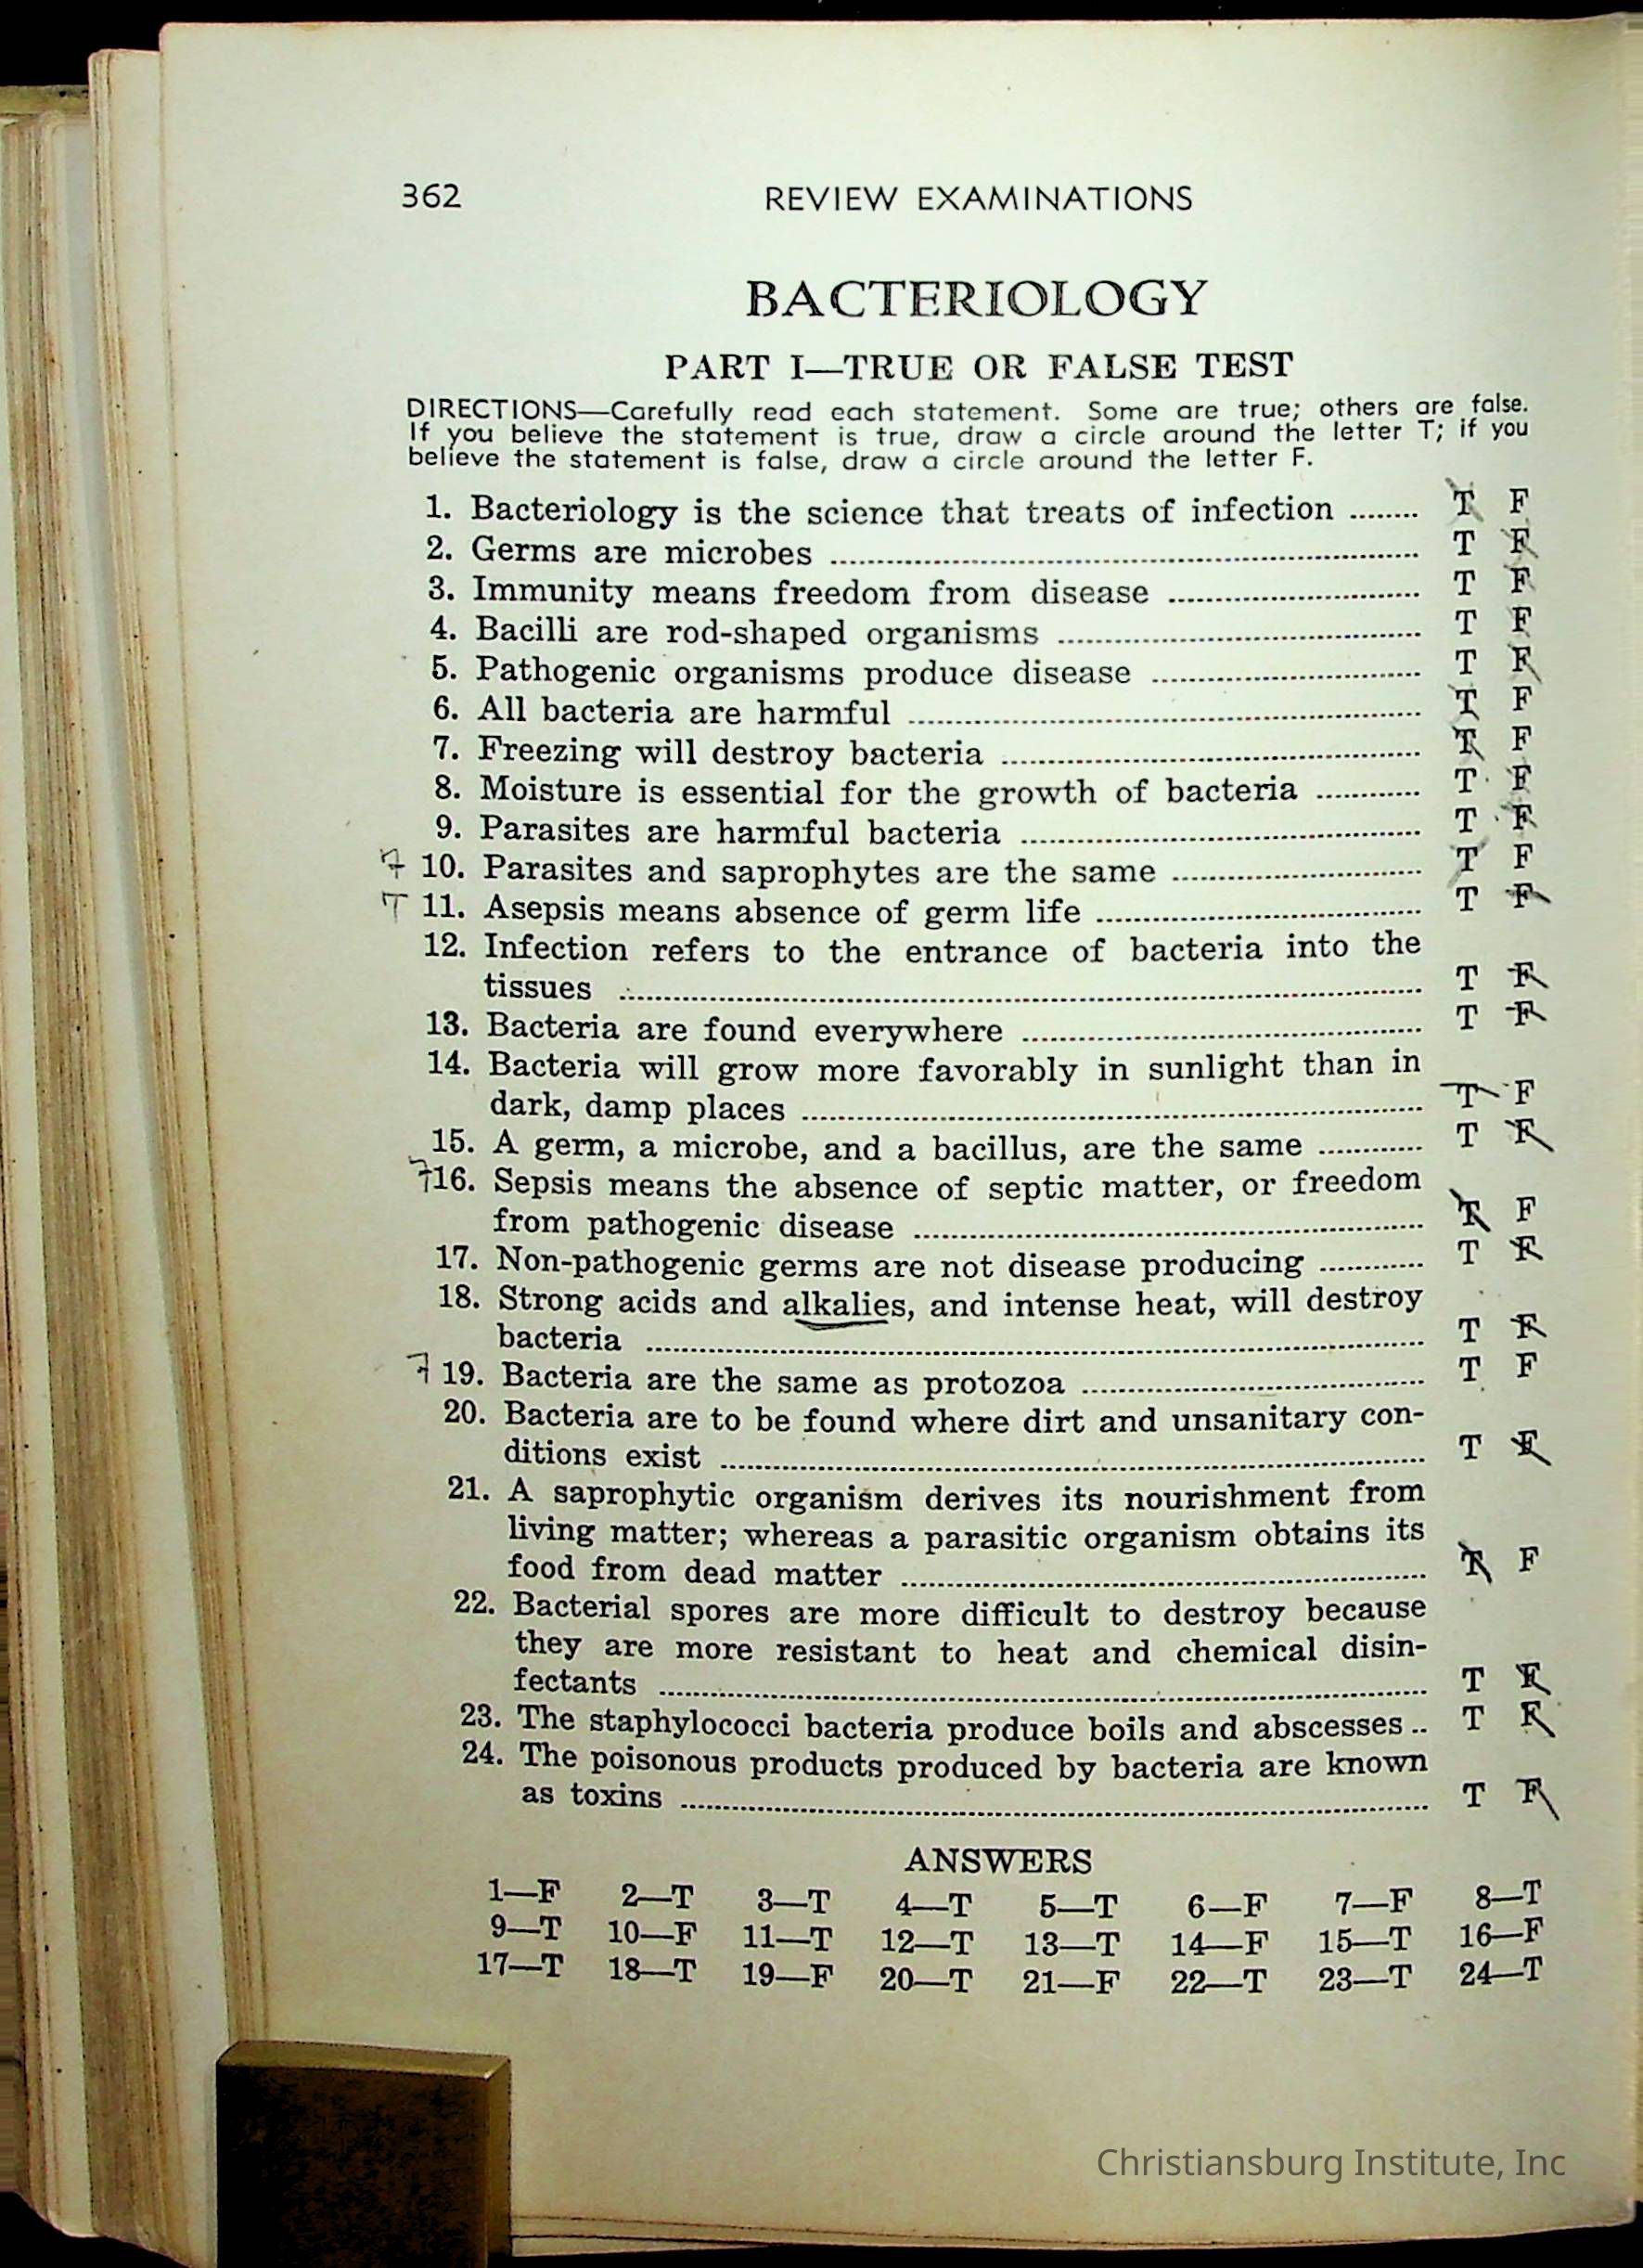 362 REVIEW EXAMINATIONS
BACTERIOLOGY
PART I—TRUE OR FALSE TEST
DIRECTIONS—Carefully read each statement. Some are true; others are false.
If you believe the statement is true, draw a circle around the letter T; if you
believe the statement is false, draw a circle around the letter F.
1. Bacteriology is the science that treats of infection ........ T F
2. Germs are microbes ........ T F
3. Immunity means freedom from disease ........ T F
4. Bacilli are rod-shaped organisms ........ T F
5. Pathogenic organisms produce disease ........ T F
6. All bacteria are harmful ........ T F
7. Freezing will destroy bacteria ........ T F
8. Moisture is essential for the growth of bacteria ........ T F
9. Parasites are harmful bacteria ........ T F
10. Parasites and saprophytes are the same ........ T F
T 11. Asepsis means absence of germ life ........ T F
12. Infection refers to the entrance of bacteria into the
tissues ........ T F
13. Bacteria are found everywhere ........ T F
14. Bacteria will grow more favorably in sunlight than in
dark, damp places ........ T F
15. A germ, a microbe, and a bacillus, are the same ........ T F
16. Sepsis means the absence of septic matter, or freedom
from pathogenic disease ........ T F
17. Non-pathogenic germs are not disease producing ........ T F
18. Strong acids and alkalies, and intense heat, will destroy
bacteria ........ T F
19. Bacteria are the same as protozoa ........ T F
20. Bacteria are to be found where dirt and unsanitary con-
ditions exist ........ T F
21. A saprophytic organism derives its nourishment from
living matter; whereas a parasitic organism obtains its
food from dead matter ........ T F
22. Bacterial spores are more difficult to destroy because
they are more resistant to heat and chemical disin-
fectants ........ T F
23. The staphylococci bacteria produce boils and abscesses .. T F
24. The poisonous products produced by bacteria are known
as toxins ........ T F
ANSWERS
1—F 2—T 3—T 4—T 5—T 6—F 7—F 8—T
9—T 10—F 11—T 12—T 13—T 14—F 15—T 16—F
17—T 18—T 19—F 20—T 21—F 22—T 23—T 24—T
Christiansburg Institute, Inc